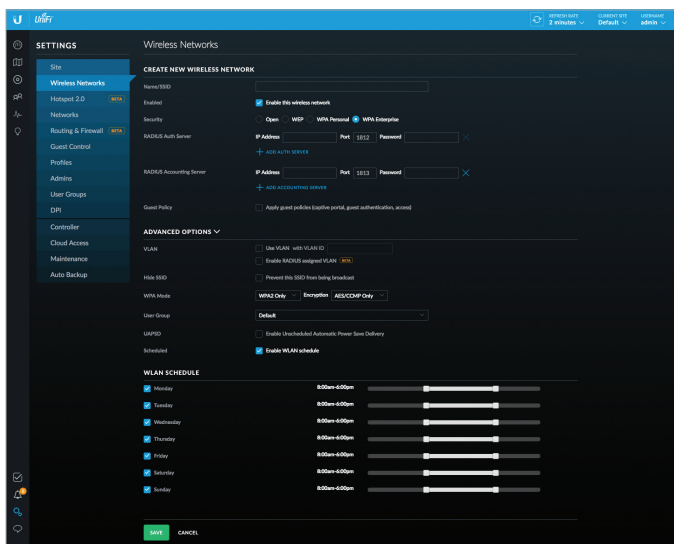 UniFi
REFRESH RATE
2 minutes
CURRENT SITE
Default
USERNAME
admin
SETTINGS
Site
Wireless Networks
Hotspot 2.0 BETA
Networks
Routing & Firewall BETA
Guest Control
Profiles
Admins
User Groups
DPI
Controller
Cloud Access
Maintenance
Auto Backup
Wireless Networks
CREATE NEW WIRELESS NETWORK
Name/SSID
Enabled Enable this wireless network
Security Open WEP WPA Personal WPA Enterprise
RADIUS Auth Server IP Address Port 1812 Password
ADD AUTH SERVER
RADIUS Accounting Server IP Address Port 1813 Password
ADD ACCOUNTING SERVER
Guest Policy Apply guest policies (captive portal, guest authentication, access)
ADVANCED OPTIONS
VLAN Use VLAN with VLAN ID
Enable RADIUS assigned VLAN BETA
Hide SSID Prevent this SSID from being broadcast
WPA Mode WPA2 Only Encryption AES/CCMP Only
User Group Default
UAPSD Enable Unscheduled Automatic Power Save Delivery
Scheduled Enable WLAN schedule
WLAN SCHEDULE
Monday 8:00am-6:00pm
Tuesday 8:00am-6:00pm
Wednesday 8:00am-6:00pm
Thursday 8:00am-6:00pm
Friday 8:00am-6:00pm
Saturday 8:00am-6:00pm
Sunday 8:00am-6:00pm
SAVE CANCEL